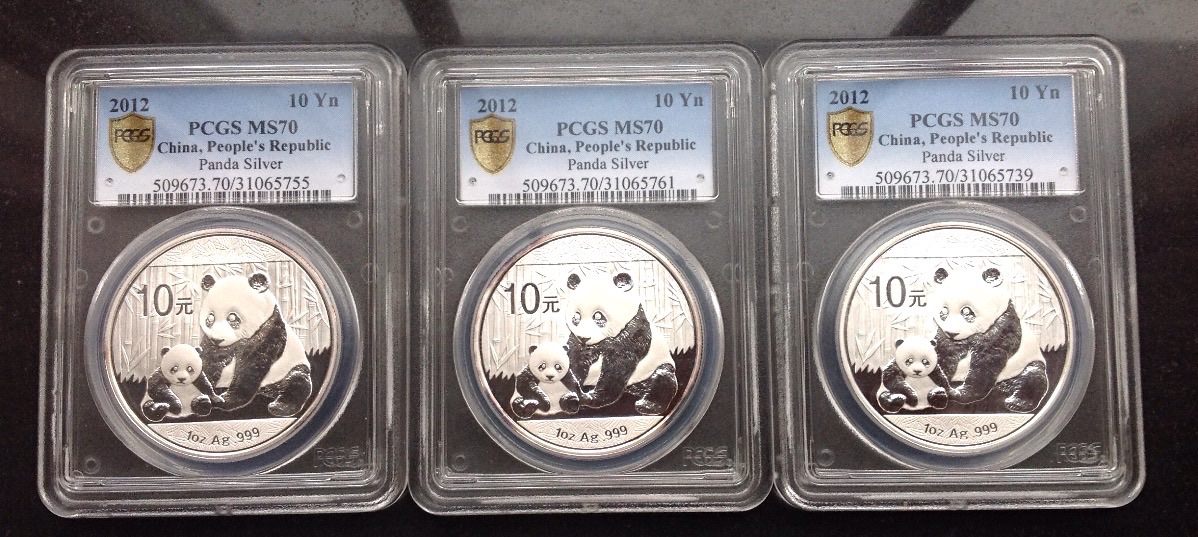 2012 10 Yn
PCGS
PCGS MS70
China, People's Republic
Panda Silver
509673.70/31065755
10元
1oz Ag .999
PCGS
2012 10 Yn
PCGS
PCGS MS70
China, People's Republic
Panda Silver
509673.70/31065761
10元
1oz Ag .999
PCGS
2012 10 Yn
PCGS
PCGS MS70
China, People's Republic
Panda Silver
509673.70/31065739
10元
1oz Ag .999
PCGS